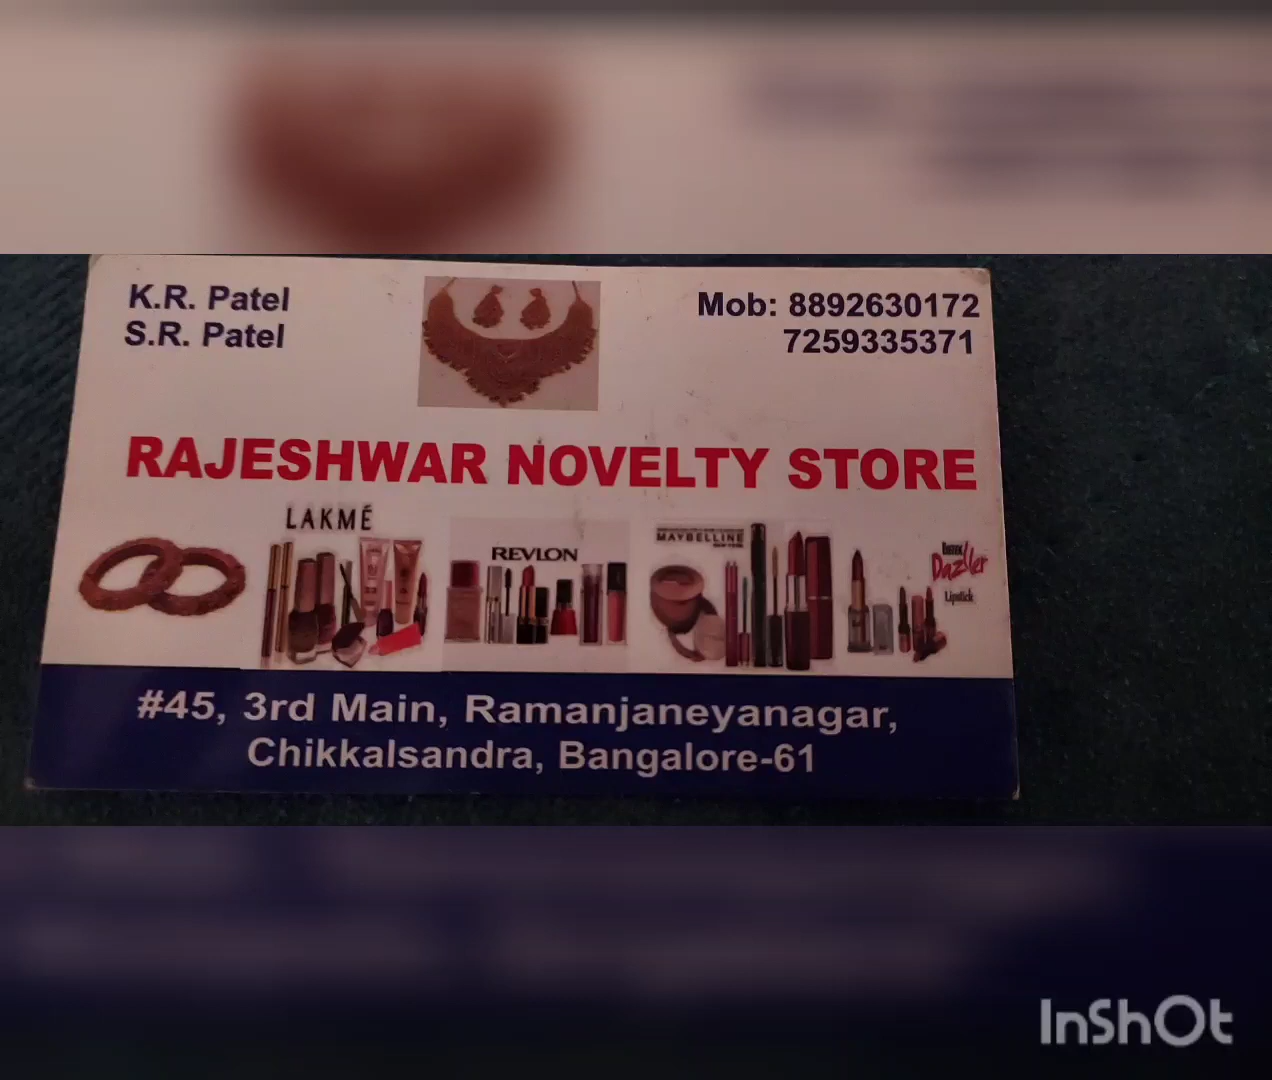 K.R. Patel
S.R. Patel
Mob: 8892630172
7259335371
RAJESHWAR NOVELTY STORE
LAKMÉ
REVLON
MAYBELLINE
Dazller
Lipstick
#45, 3rd Main, Ramanjaneyanagar,
Chikkalsandra, Bangalore-61
InShOt